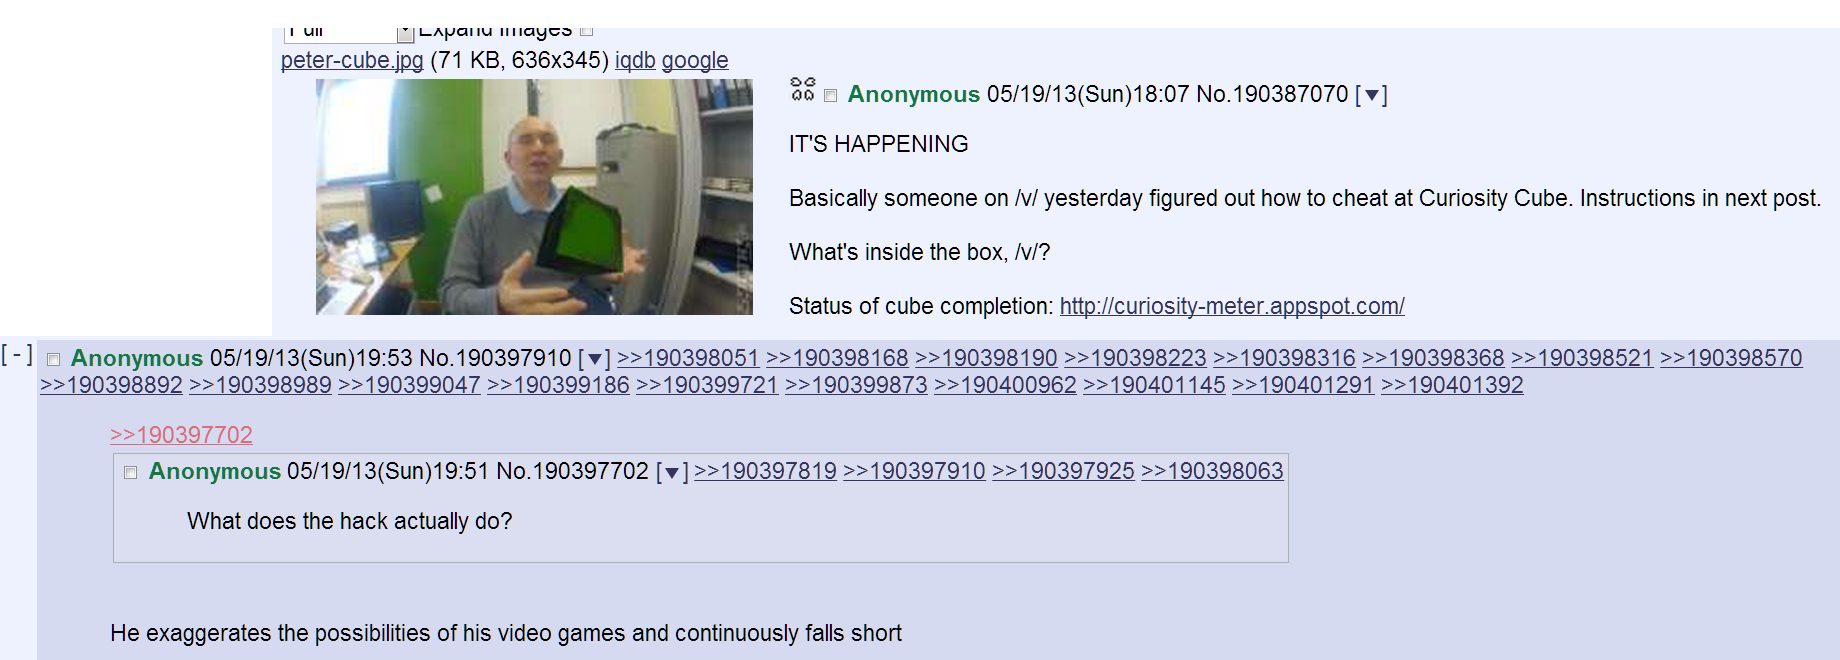 Full Expand Images
peter-cube.jpg (71 KB, 636x345) iqdb google
Anonymous 05/19/13(Sun)18:07 No.190387070 [▼]
IT'S HAPPENING
Basically someone on /v/ yesterday figured out how to cheat at Curiosity Cube. Instructions in next post.
What's inside the box, /v/?
Status of cube completion: http://curiosity-meter.appspot.com/
[ - ] Anonymous 05/19/13(Sun)19:53 No.190397910 [▼] >>190398051 >>190398168 >>190398190 >>190398223 >>190398316 >>190398368 >>190398521 >>190398570
>>190398892 >>190398989 >>190399047 >>190399186 >>190399721 >>190399873 >>190400962 >>190401145 >>190401291 >>190401392
>>190397702
Anonymous 05/19/13(Sun)19:51 No.190397702 [▼] >>190397819 >>190397910 >>190397925 >>190398063
What does the hack actually do?
He exaggerates the possibilities of his video games and continuously falls short